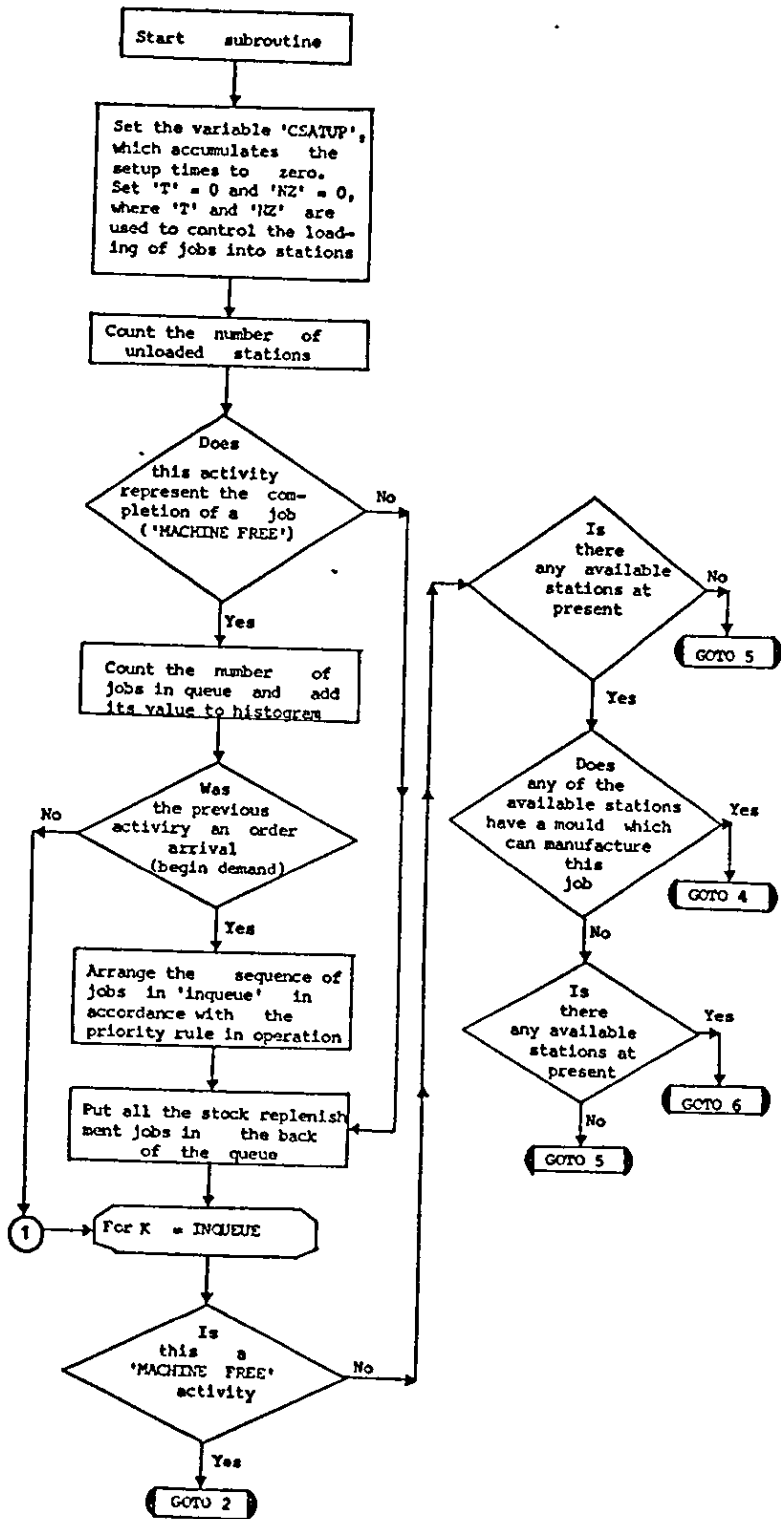 Start subroutine
Set the variable 'CSATUP',
which accumulates the
setup times to zero.
Set 'T' = 0 and 'NZ' = 0,
where 'T' and 'NZ' are
used to control the load-
ing of jobs into stations
Count the number of
unloaded stations
Does
this activity
represent the com-
pletion of a job
('MACHINE FREE')
No
Yes
Count the number of
jobs in queue and add
its value to histogram
Was
the previous
activiry an order
arrival
(begin demand)
No
Yes
Arrange the sequence of
jobs in 'inqueue' in
accordance with the
priority rule in operation
Put all the stock replenish
ment jobs in the back
of the queue
1
For K = INQUEUE
Is
this a
'MACHINE FREE'
activity
No
Yes
GOTO 2
Is
there
any available
stations at
present
No
GOTO 5
Yes
Does
any of the
available stations
have a mould which
can manufacture
this
job
Yes
GOTO 4
No
Is
there
any available
stations at
present
Yes
GOTO 6
No
GOTO 5